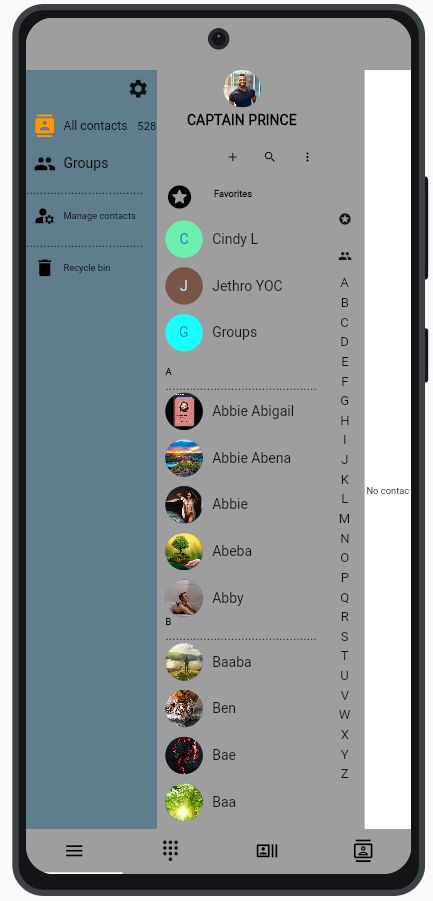 All contacts 528
Groups
Manage contacts
Recycle bin
CAPTAIN PRINCE
Favorites
C Cindy L
J Jethro YOC
G Groups
A
Abbie Abigail
Abbie Abena
Abbie
Abeba
Abby
B
Baaba
Ben
Bae
Baa
A
B
C
D
E
F
G
H
I
J
K
L
M
N
O
P
Q
R
S
T
U
V
W
X
Y
Z
No contac